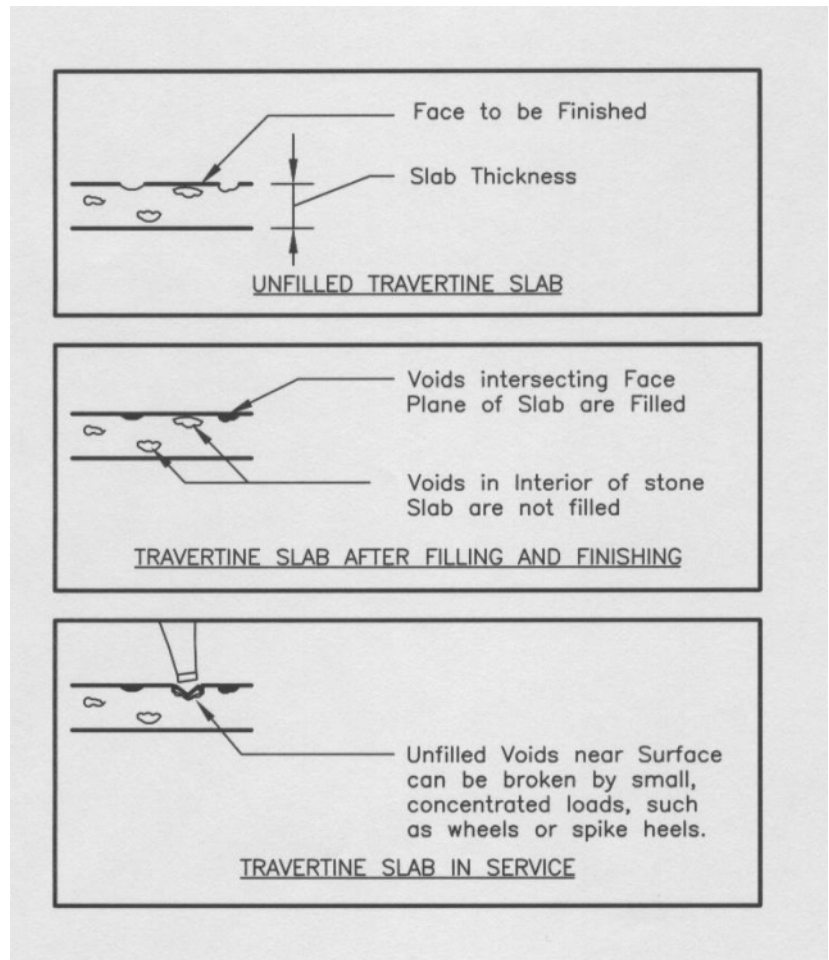 Face to be Finished
Slab Thickness
UNFILLED TRAVERTINE SLAB
Voids intersecting Face
Plane of Slab are Filled
Voids in Interior of stone
Slab are not filled
TRAVERTINE SLAB AFTER FILLING AND FINISHING
Unfilled Voids near Surface
can be broken by small,
concentrated loads, such
as wheels or spike heels.
TRAVERTINE SLAB IN SERVICE